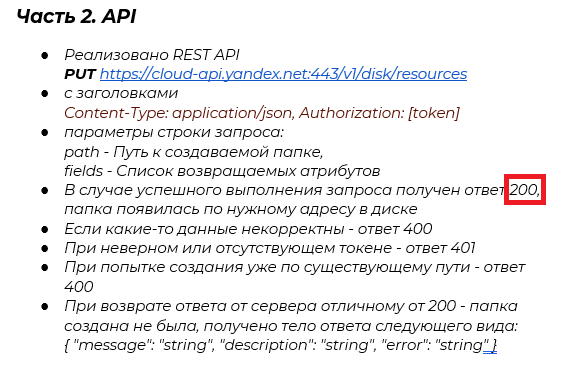 Часть 2. API
● Реализовано REST API
PUT https://cloud-api.yandex.net:443/v1/disk/resources
● с заголовками
Content-Type: application/json, Authorization: [token]
● параметры строки запроса:
path - Путь к создаваемой папке,
fields - Список возвращаемых атрибутов
● В случае успешного выполнения запроса получен ответ 200,
папка появилась по нужному адресу в диске
● Если какие-то данные некорректны - ответ 400
● При неверном или отсутствующем токене - ответ 401
● При попытке создания уже по существующему пути - ответ
400
● При возврате ответа от сервера отличному от 200 - папка
создана не была, получено тело ответа следующего вида:
{ "message": "string", "description": "string", "error": "string" }